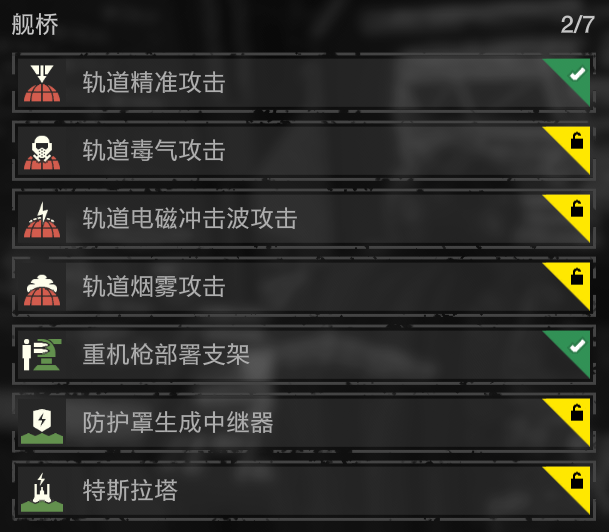 舰桥
2/7
轨道精准攻击
轨道毒气攻击
轨道电磁冲击波攻击
轨道烟雾攻击
重机枪部署支架
防护罩生成中继器
特斯拉塔